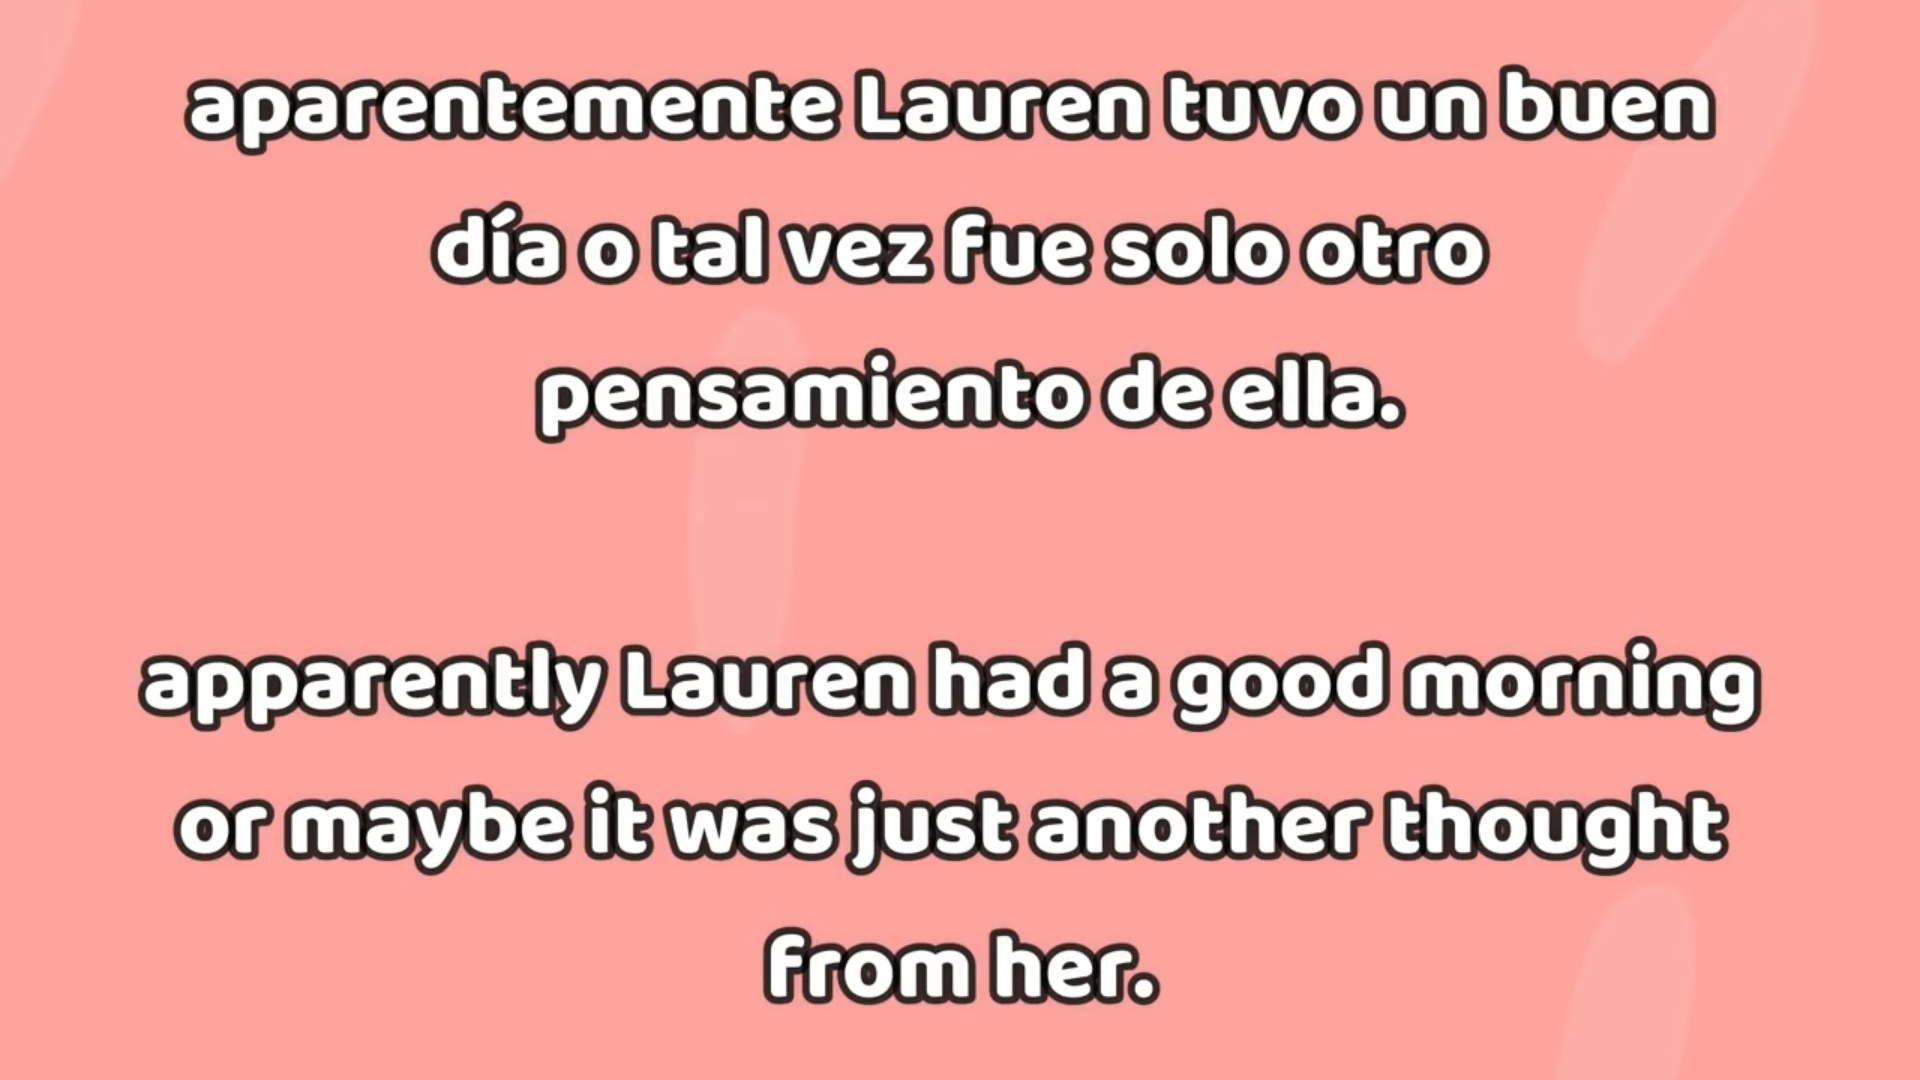 aparentemente Lauren tuvo un buen
día o tal vez fue solo otro
pensamiento de ella.
apparently Lauren had a good morning
or maybe it was just another thought
from her.